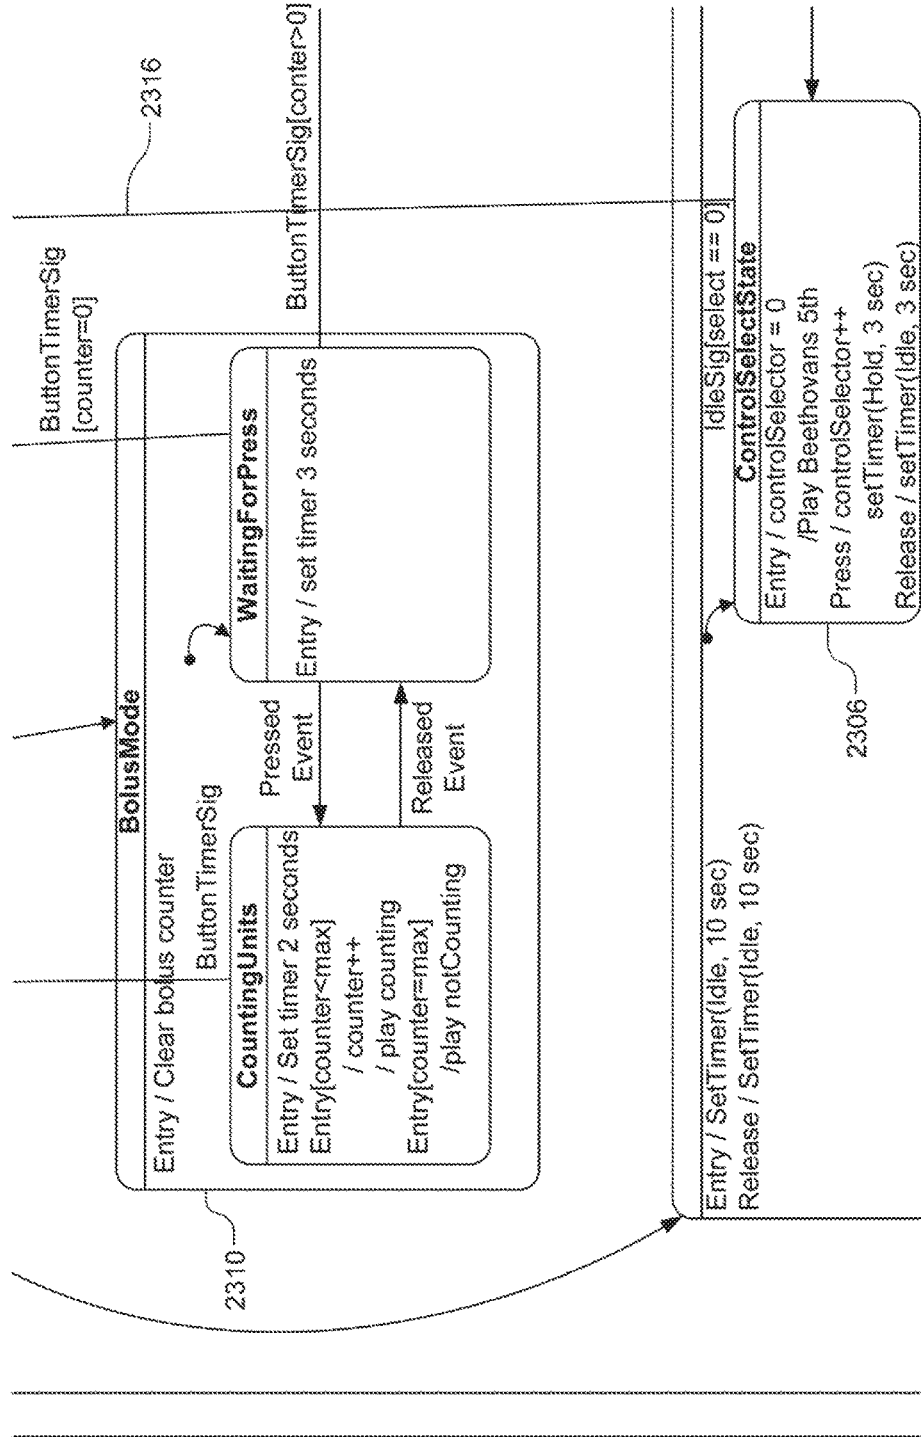 2316
ButtonTimerSig
[counter=0]
ButtonTimerSig[conter>0]
BolusMode
Entry / Clear bolus counter
ButtonTimerSig
CountingUnits
Entry / Set timer 2 seconds
Entry[counter<max]
/ counter++
/ play counting
Entry[counter=max]
/play notCounting
Pressed
Event
Released
Event
WaitingForPress
Entry / set timer 3 seconds
2310
Entry / SetTimer(Idle, 10 sec)
Release / SetTimer(Idle, 10 sec)
IdleSig[select == 0]
ControlSelectState
Entry / controlSelector = 0
/Play Beethovans 5th
Press / controlSelector++
setTimer(Hold, 3 sec)
Release / setTimer(Idle, 3 sec)
2306